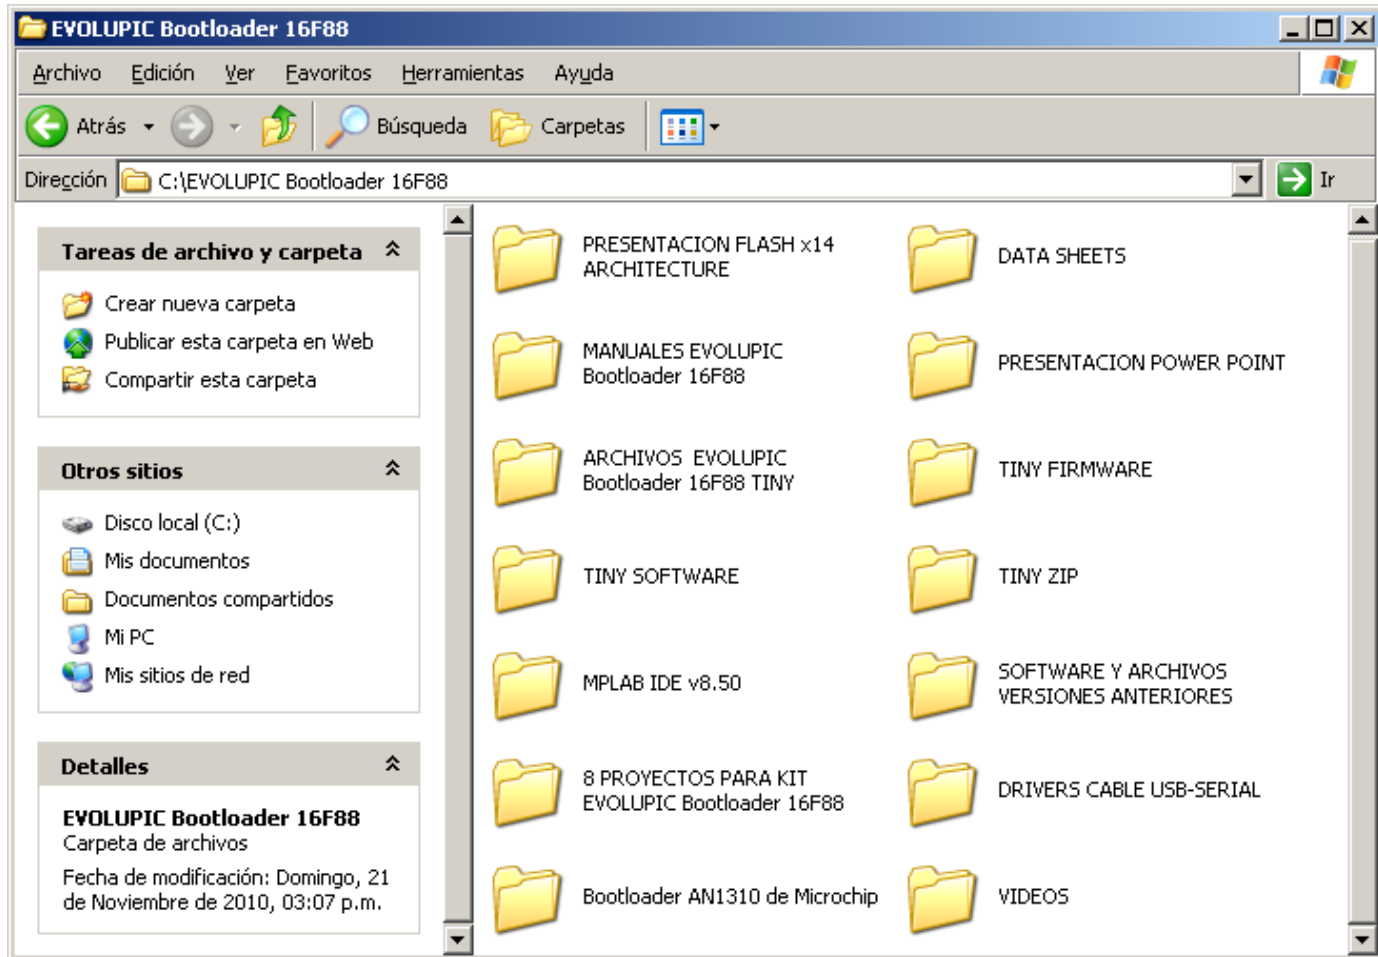 EVOLUPIC Bootloader 16F88
Archivo Edición Ver Favoritos Herramientas Ayuda
Atrás Búsqueda Carpetas
Dirección C:\EVOLUPIC Bootloader 16F88 Ir
Tareas de archivo y carpeta
Crear nueva carpeta
Publicar esta carpeta en Web
Compartir esta carpeta
Otros sitios
Disco local (C:)
Mis documentos
Documentos compartidos
Mi PC
Mis sitios de red
Detalles
EVOLUPIC Bootloader 16F88
Carpeta de archivos
Fecha de modificación: Domingo, 21
de Noviembre de 2010, 03:07 p.m.
PRESENTACION FLASH x14
ARCHITECTURE
DATA SHEETS
MANUALES EVOLUPIC
Bootloader 16F88
PRESENTACION POWER POINT
ARCHIVOS  EVOLUPIC
Bootloader 16F88 TINY
TINY FIRMWARE
TINY SOFTWARE
TINY ZIP
MPLAB IDE v8.50
SOFTWARE Y ARCHIVOS
VERSIONES ANTERIORES
8 PROYECTOS PARA KIT
EVOLUPIC Bootloader 16F88
DRIVERS CABLE USB-SERIAL
Bootloader AN1310 de Microchip
VIDEOS